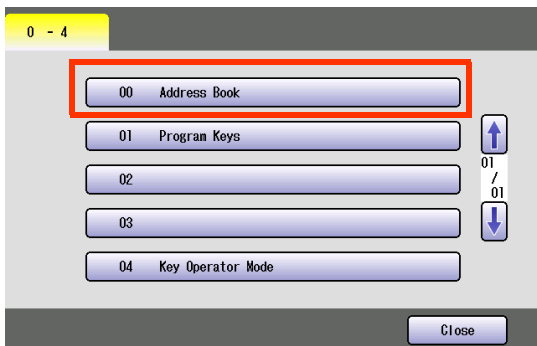 0 - 4
00 Address Book
01 Program Keys
02
03
04 Key Operator Mode
01
/
01
Close